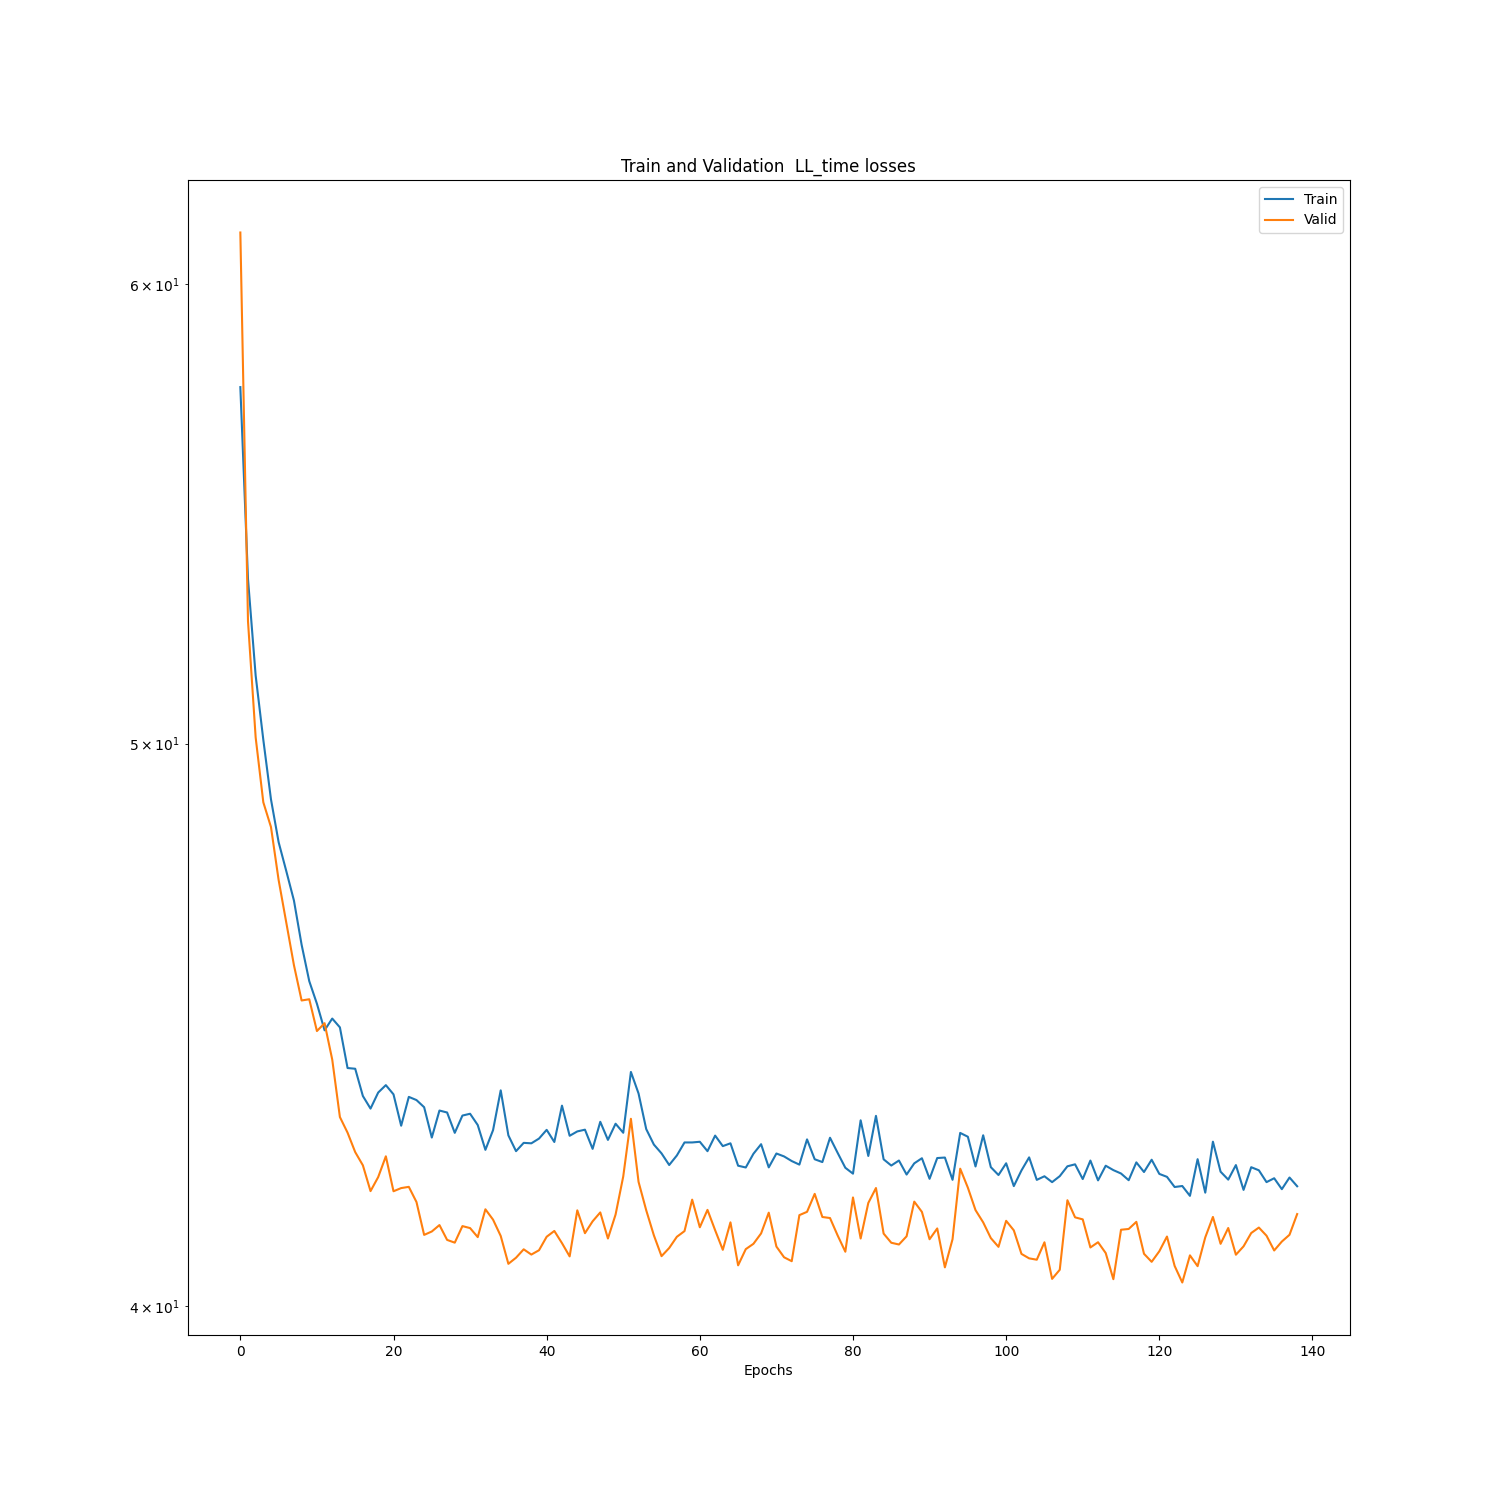 Train and Validation  LL_time losses
Train
Valid
6 × 10¹
5 × 10¹
4 × 10¹
0 20 40 60 80 100 120 140
Epochs